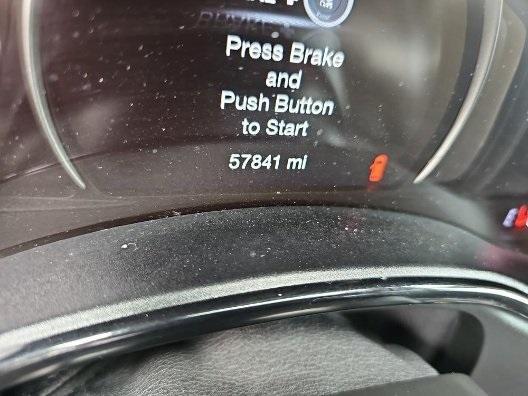 Press Brake
and
Push Button
to Start
57841 mi